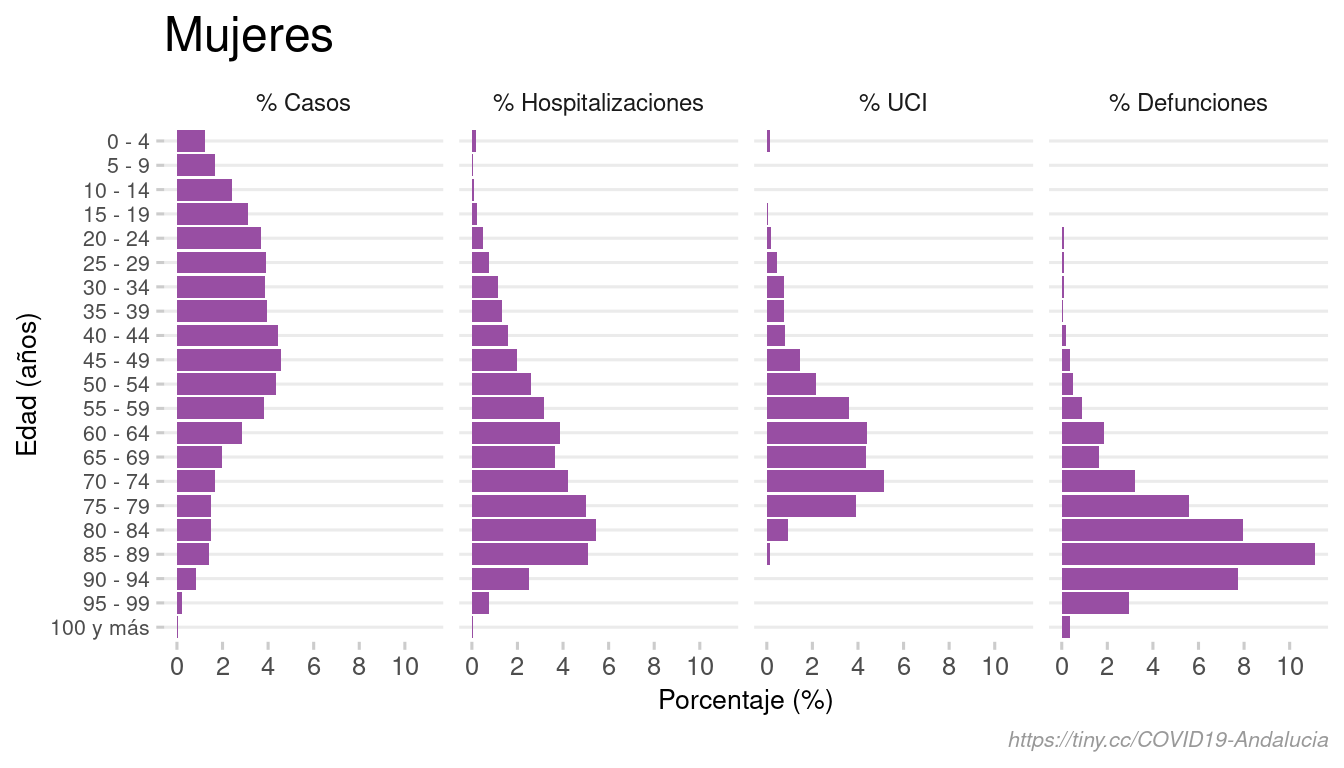 Mujeres
% Casos
% Hospitalizaciones
% UCI
% Defunciones
Edad (años)
0 - 4
5 - 9
10 - 14
15 - 19
20 - 24
25 - 29
30 - 34
35 - 39
40 - 44
45 - 49
50 - 54
55 - 59
60 - 64
65 - 69
70 - 74
75 - 79
80 - 84
85 - 89
90 - 94
95 - 99
100 y más
0 2 4 6 8 10
0 2 4 6 8 10
0 2 4 6 8 10
0 2 4 6 8 10
Porcentaje (%)
https://tiny.cc/COVID19-Andalucia